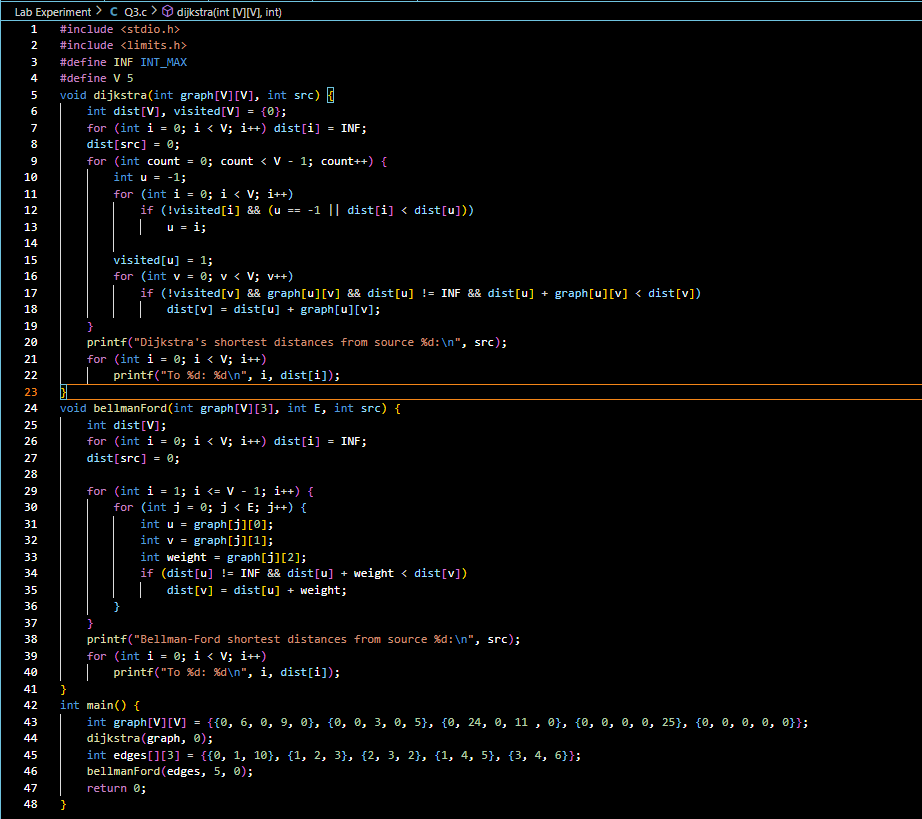 Lab Experiment > C Q3.c > dijkstra(int [V][V], int)
1 #include <stdio.h>
2 #include <limits.h>
3 #define INF INT_MAX
4 #define V 5
5 void dijkstra(int graph[V][V], int src) {
6     int dist[V], visited[V] = {0};
7     for (int i = 0; i < V; i++) dist[i] = INF;
8     dist[src] = 0;
9     for (int count = 0; count < V - 1; count++) {
10         int u = -1;
11         for (int i = 0; i < V; i++)
12             if (!visited[i] && (u == -1 || dist[i] < dist[u]))
13                 u = i;
14
15         visited[u] = 1;
16         for (int v = 0; v < V; v++)
17             if (!visited[v] && graph[u][v] && dist[u] != INF && dist[u] + graph[u][v] < dist[v])
18                 dist[v] = dist[u] + graph[u][v];
19     }
20     printf("Dijkstra's shortest distances from source %d:\n", src);
21     for (int i = 0; i < V; i++)
22         printf("To %d: %d\n", i, dist[i]);
23 }
24 void bellmanFord(int graph[V][3], int E, int src) {
25     int dist[V];
26     for (int i = 0; i < V; i++) dist[i] = INF;
27     dist[src] = 0;
28
29     for (int i = 1; i <= V - 1; i++) {
30         for (int j = 0; j < E; j++) {
31             int u = graph[j][0];
32             int v = graph[j][1];
33             int weight = graph[j][2];
34             if (dist[u] != INF && dist[u] + weight < dist[v])
35                 dist[v] = dist[u] + weight;
36         }
37     }
38     printf("Bellman-Ford shortest distances from source %d:\n", src);
39     for (int i = 0; i < V; i++)
40         printf("To %d: %d\n", i, dist[i]);
41 }
42 int main() {
43     int graph[V][V] = {{0, 6, 0, 9, 0}, {0, 0, 3, 0, 5}, {0, 24, 0, 11 , 0}, {0, 0, 0, 0, 25}, {0, 0, 0, 0, 0}};
44     dijkstra(graph, 0);
45     int edges[][3] = {{0, 1, 10}, {1, 2, 3}, {2, 3, 2}, {1, 4, 5}, {3, 4, 6}};
46     bellmanFord(edges, 5, 0);
47     return 0;
48 }